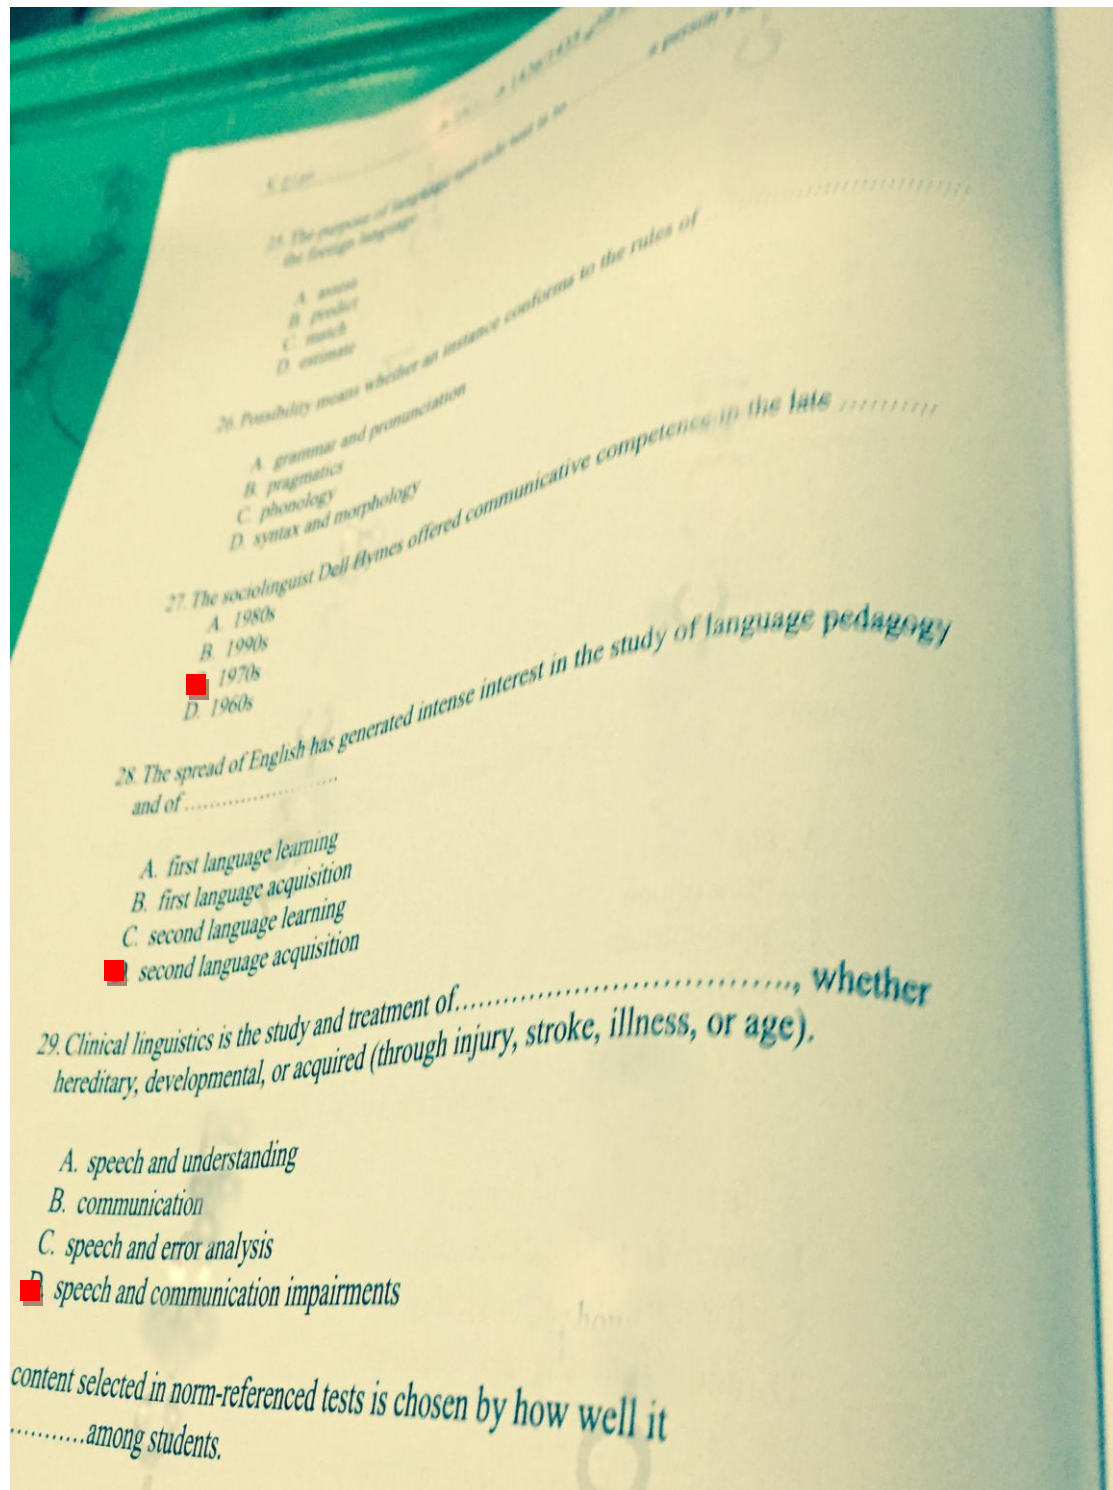 25. The purpose of language aptitude test is to
a person's
the foreign language
A. assess
B. predict
C. match
D. estimate
26. Possibility means whether an instance conforms to the rules of ....................
A. grammar and pronunciation
B. pragmatics
C. phonology
D. syntax and morphology
27. The sociolinguist Dell Hymes offered communicative competence in the late ..........
A. 1980s
B. 1990s
1970s
D. 1960s
28. The spread of English has generated intense interest in the study of language pedagogy
and of ........................
A. first language learning
B. first language acquisition
C. second language learning
second language acquisition
29. Clinical linguistics is the study and treatment of....................................., whether
hereditary, developmental, or acquired (through injury, stroke, illness, or age).
A. speech and understanding
B. communication
C. speech and error analysis
D. speech and communication impairments
content selected in norm-referenced tests is chosen by how well it
...........among students.